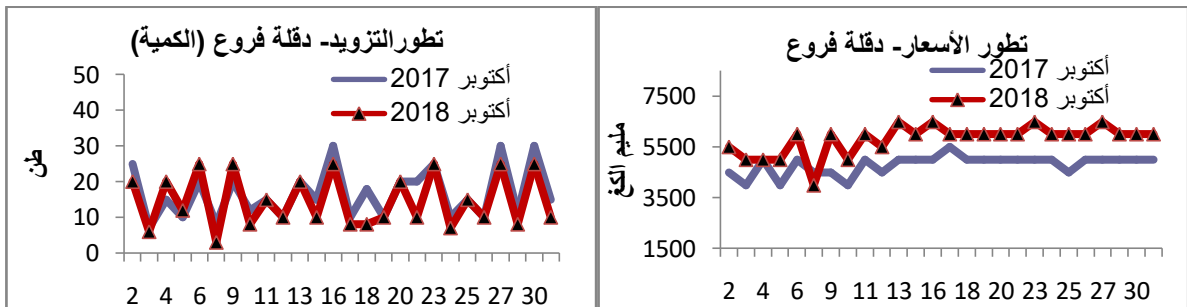 تطورالتزويد- دقلة فروع (الكمية)
أكتوبر 2017
أكتوبر 2018
طن
50
40
30
20
10
0
2 4 6 9 11 13 16 18 20 23 25 27 30
تطور الأسعار- دقلة فروع
أكتوبر 2017
أكتوبر 2018
مليم الكغ
7500
5500
3500
1500
2 4 6 9 11 13 16 18 20 23 25 27 30